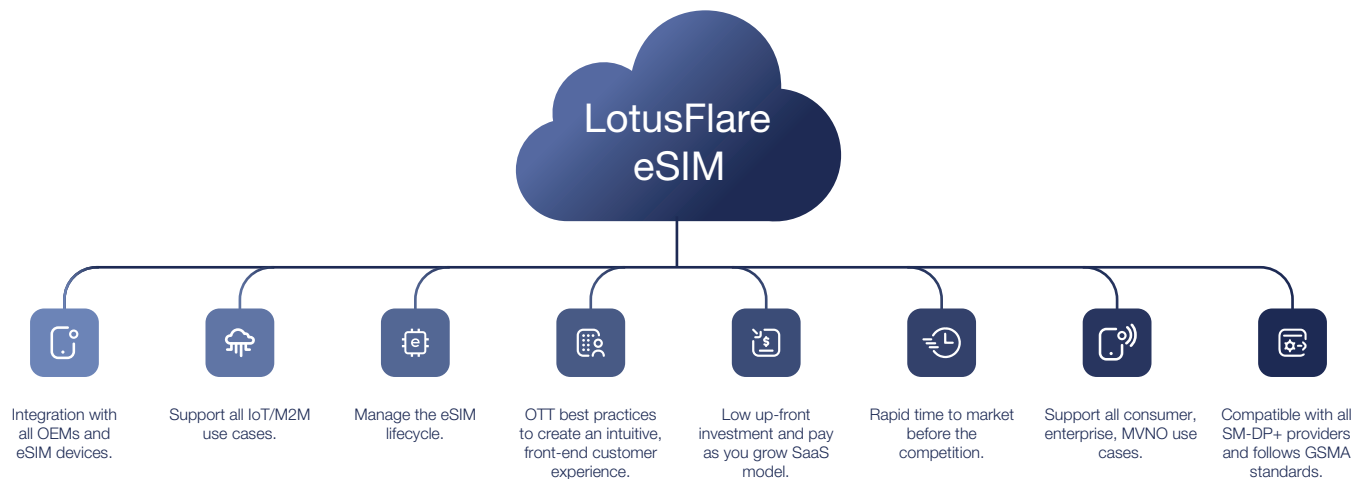 LotusFlare
eSIM
Integration with
all OEMs and
eSIM devices.
Support all IoT/M2M
use cases.
e
Manage the eSIM
lifecycle.
OTT best practices
to create an intuitive,
front-end customer
experience.
$
Low up-front
investment and pay
as you grow SaaS
model.
Rapid time to market
before the
competition.
Support all consumer,
enterprise, MVNO use
cases.
Compatible with all
SM-DP+ providers
and follows GSMA
standards.